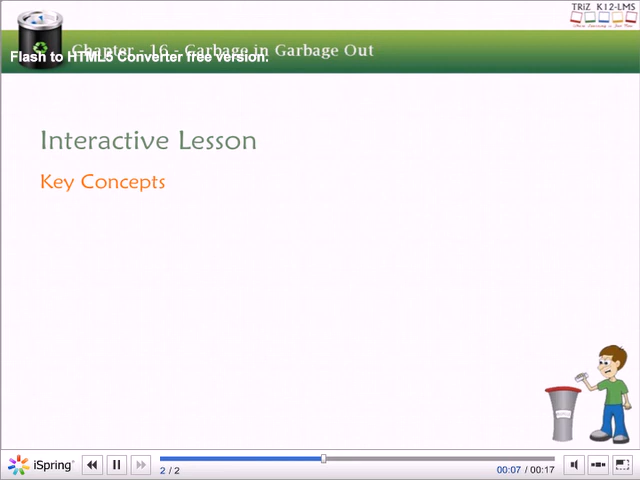 TRIZ K12-LMS
Chapter - 16 - Garbage in Garbage Out
Flash to HTML5 Converter free version.
Interactive Lesson
Key Concepts
iSpring
2 / 2
00:07 / 00:17